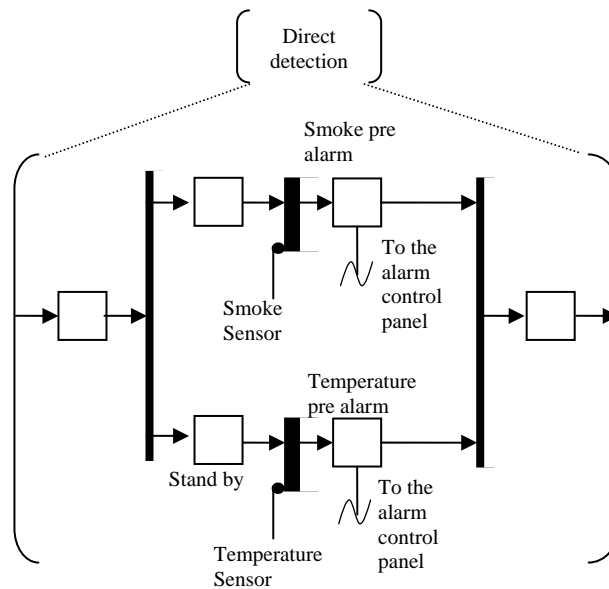 Direct
detection
Smoke pre
alarm
To the
alarm
control
panel
Smoke
Sensor
Temperature
pre alarm
Stand by
To the
alarm
control
panel
Temperature
Sensor